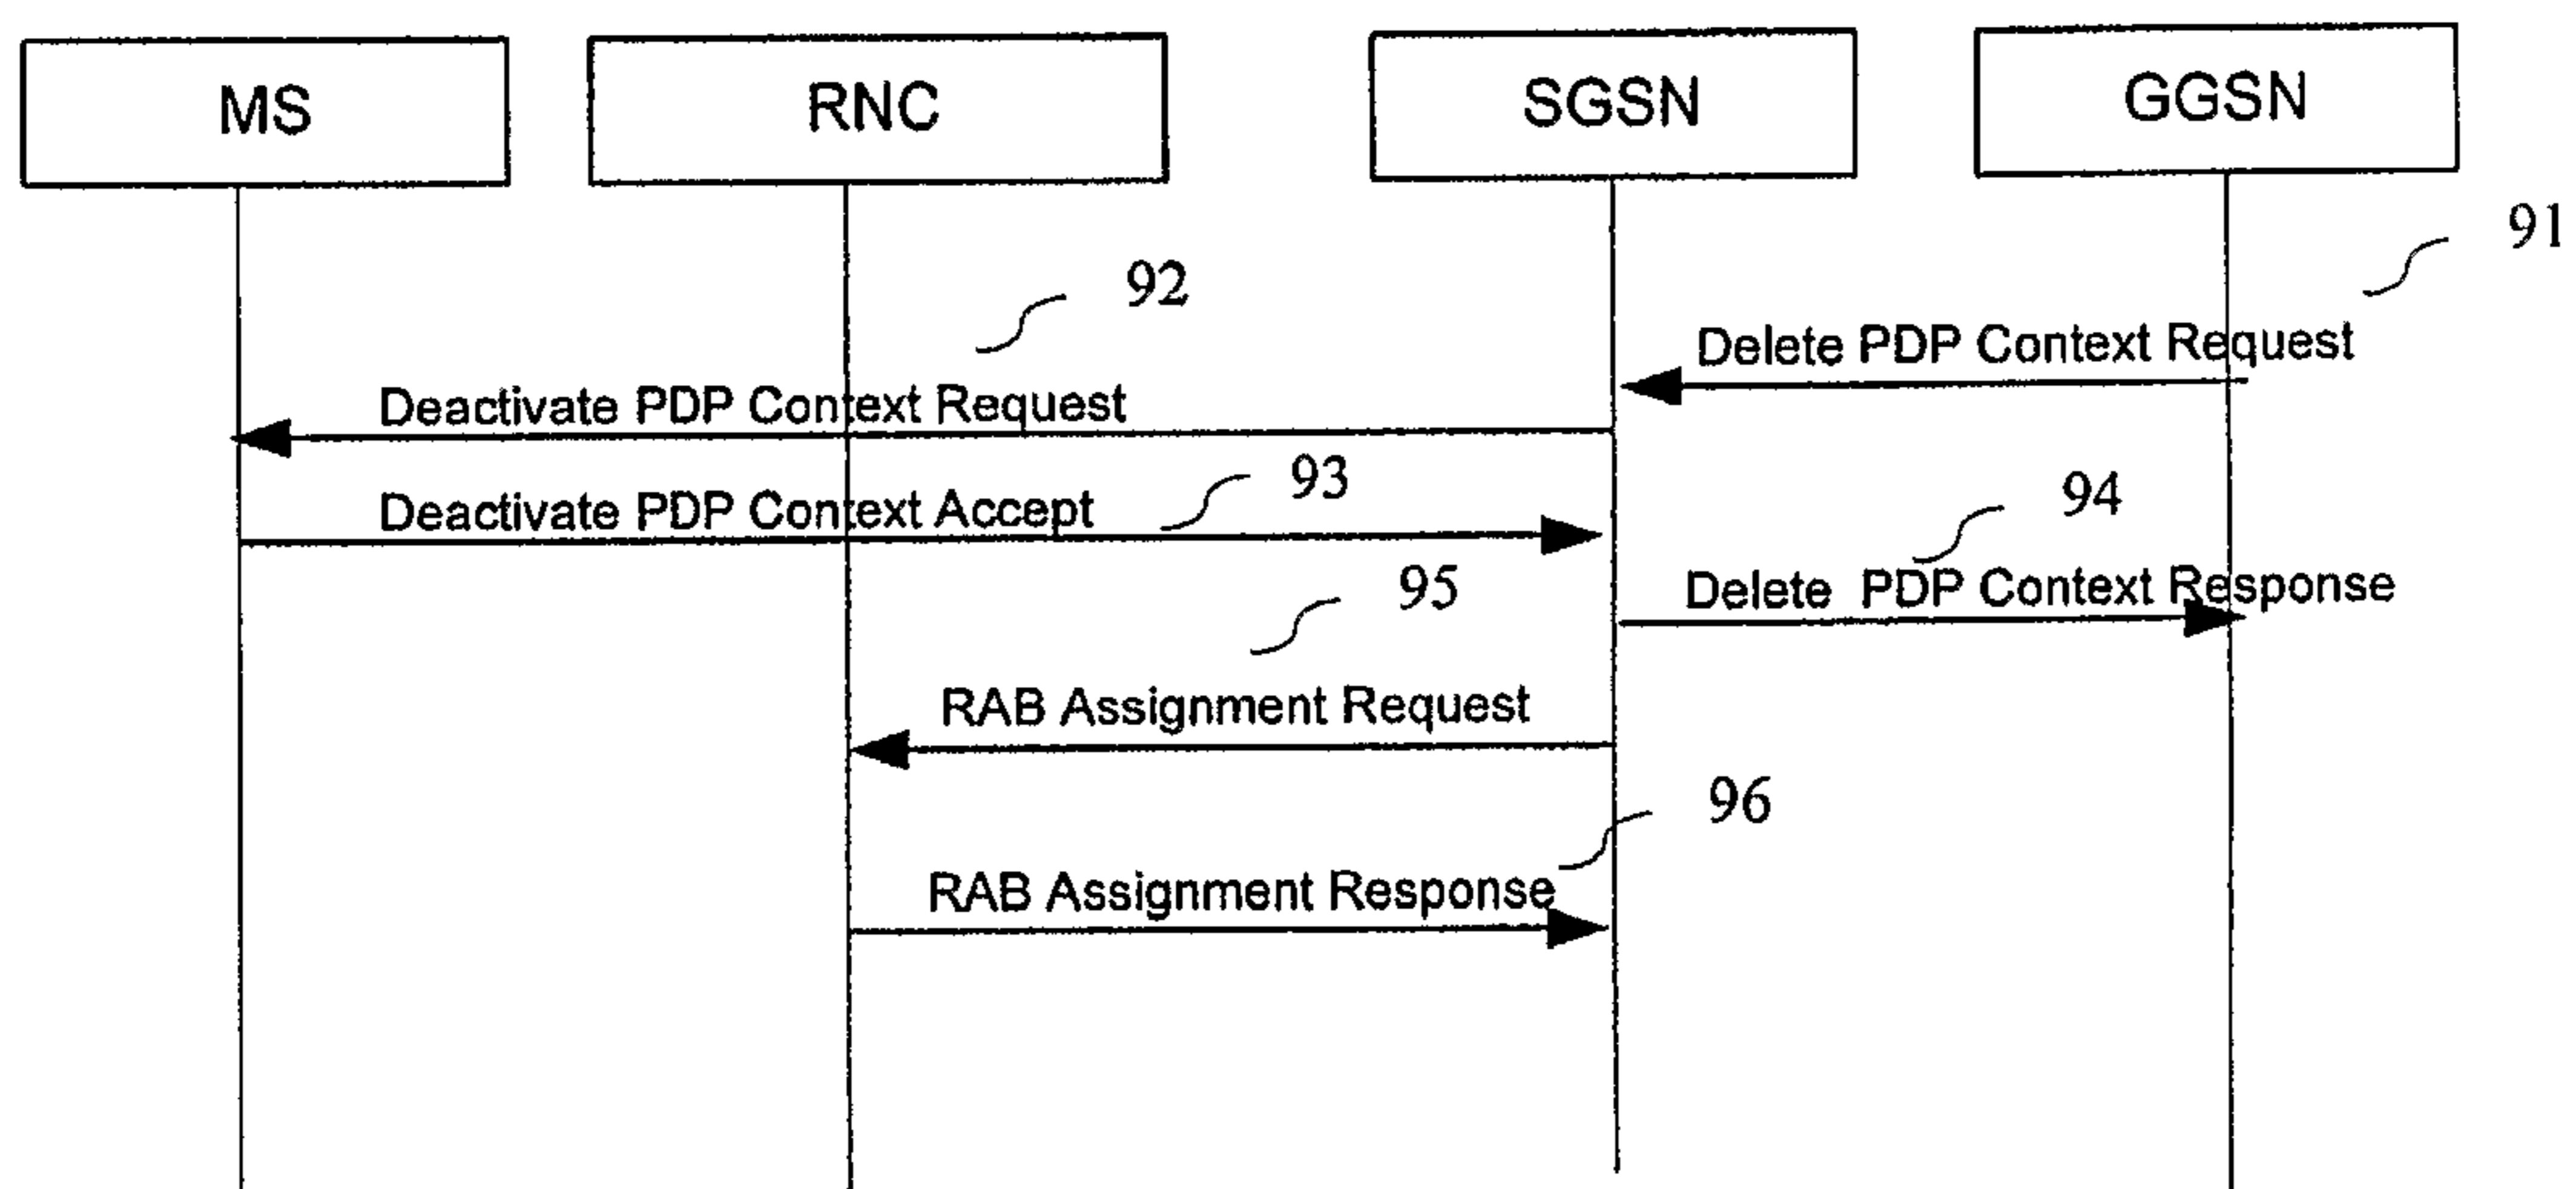 MS
RNC
SGSN
GGSN
91
92
Delete PDP Context Request
Deactivate PDP Context Request
93
Deactivate PDP Context Accept
94
95
Delete PDP Context Response
RAB Assignment Request
96
RAB Assignment Response